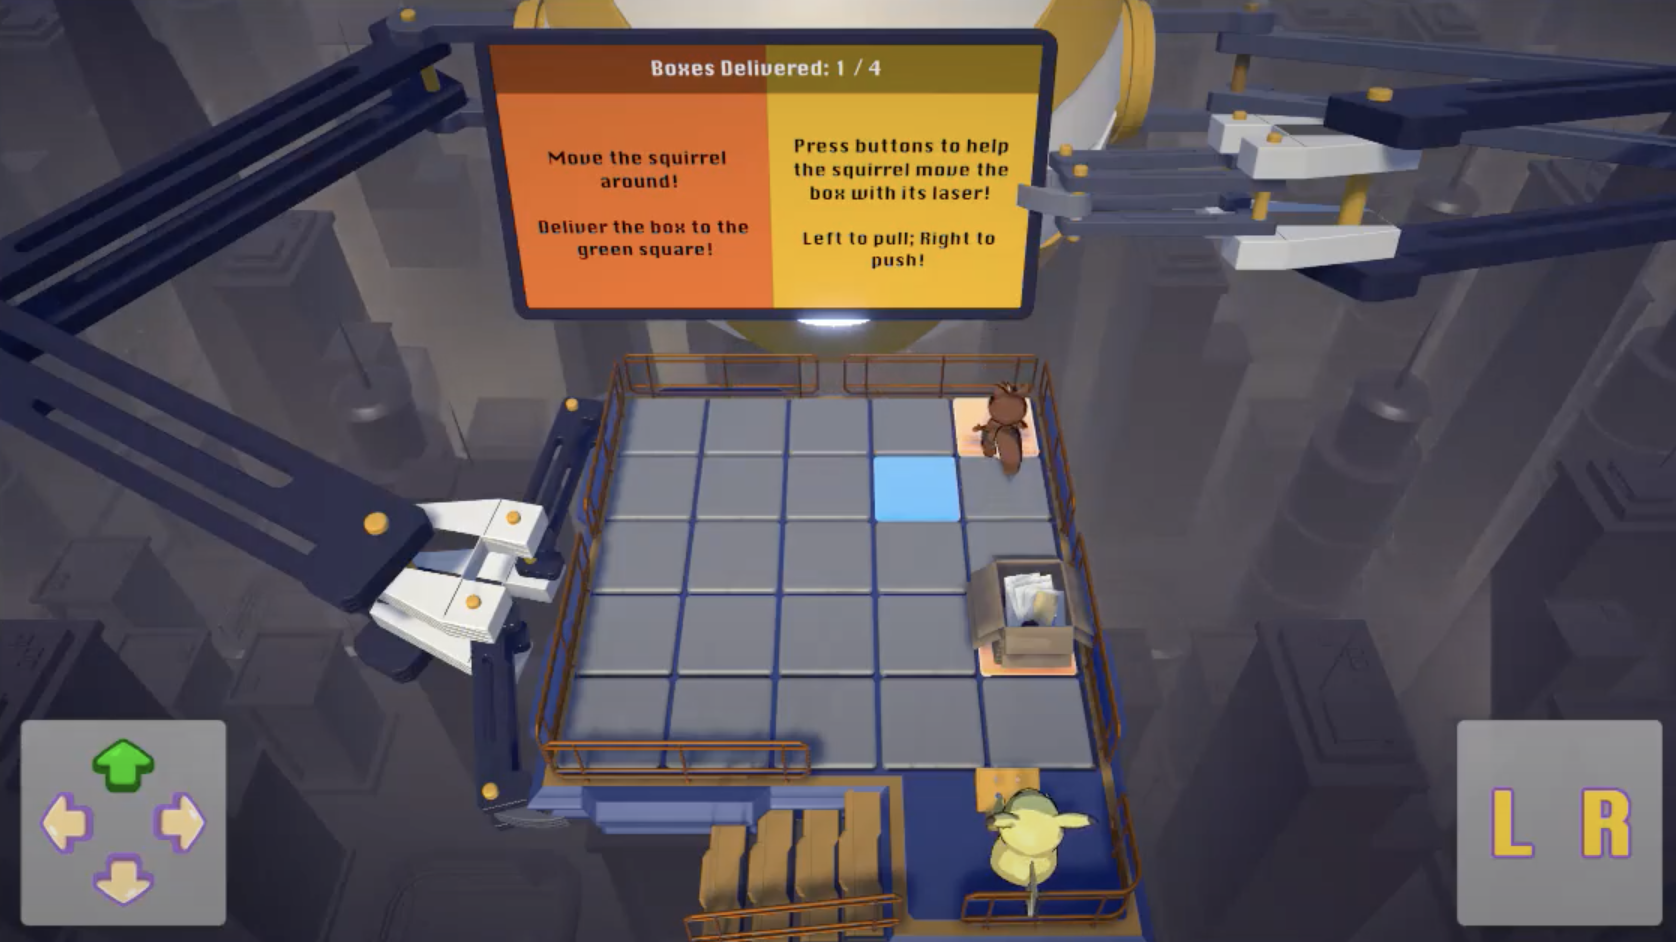 Boxes Delivered: 1 / 4
Move the squirrel
around!
Deliver the box to the
green square!
Press buttons to help
the squirrel move the
box with its laser!
Left to pull; Right to
push!
L R